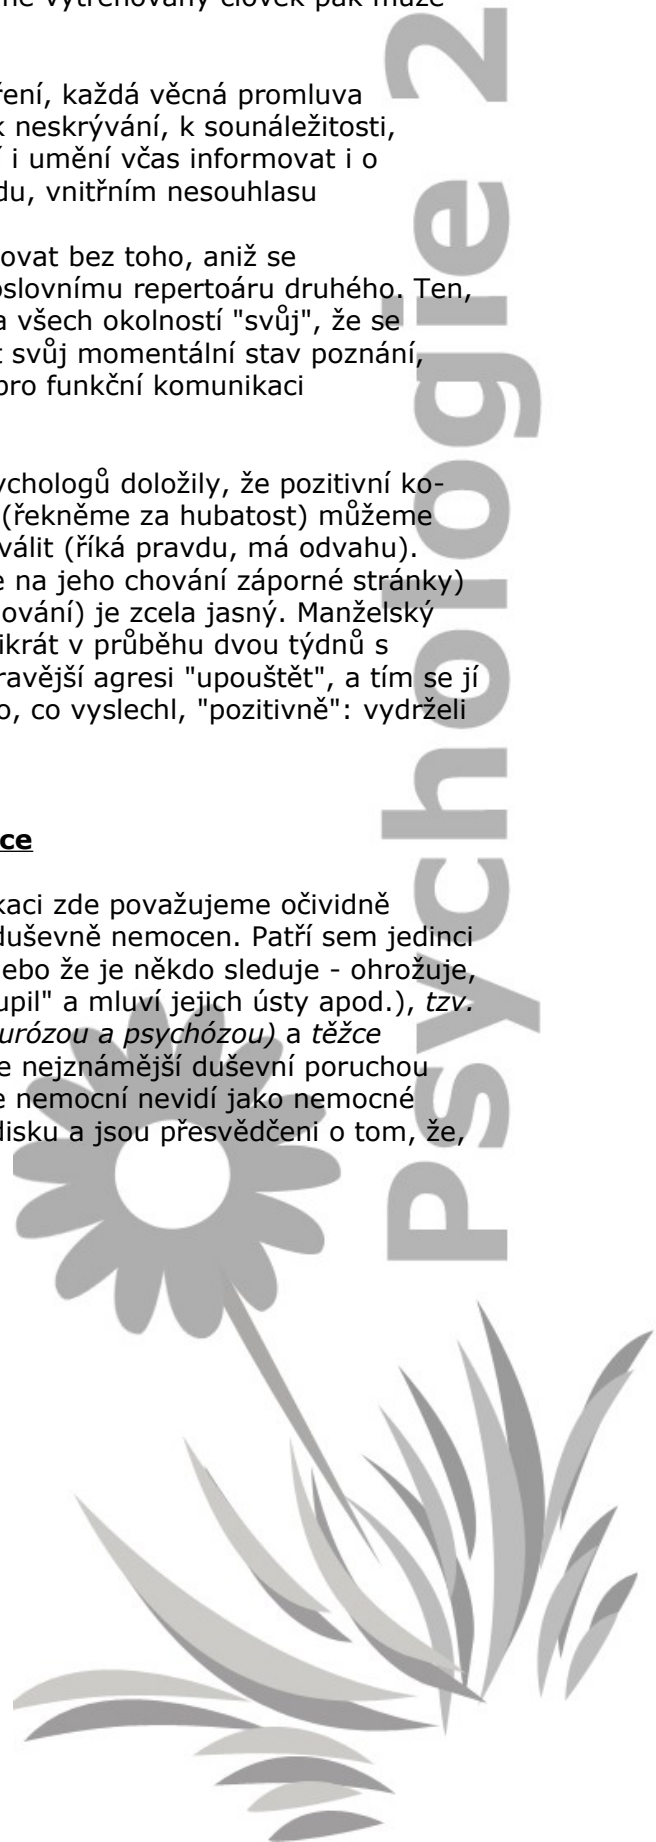 vytrénovaný člověk pak může
ření, každá věcná promluva
k neskrývání, k sounáležitosti,
í i umění včas informovat i o
du, vnitřním nesouhlasu
ovat bez toho, aniž se
oslovnímu repertoáru druhého. Ten,
a všech okolností "svůj", že se
t svůj momentální stav poznání,
pro funkční komunikaci
ychologů doložily, že pozitivní ko-
(řekněme za hubatost) můžeme
válit (říká pravdu, má odvahu).
e na jeho chování záporné stránky)
ování) je zcela jasný. Manželský
ikrát v průběhu dvou týdnů s
ravější agresi "upouštět", a tím se jí
o, co vyslechl, "pozitivně": vydrželi
ce
kaci zde považujeme očividně
duševně nemocen. Patří sem jedinci
nebo že je někdo sleduje - ohrožuje,
upil" a mluví jejich ústy apod.), tzv.
urózou a psychózou) a těžce
e nejznámější duševní poruchou
e nemocní nevidí jako nemocné
disku a jsou přesvědčeni o tom, že,
Psychologie 2